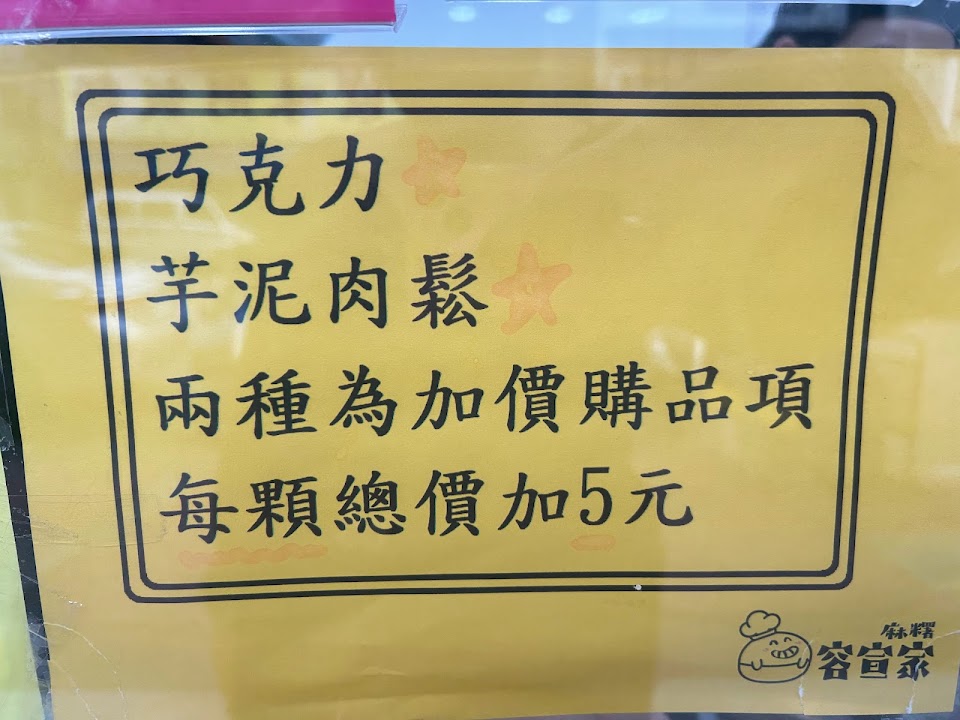 巧克力
芋泥肉鬆
兩種為加價購品項
每顆總價加5元
麻糬
容宣家